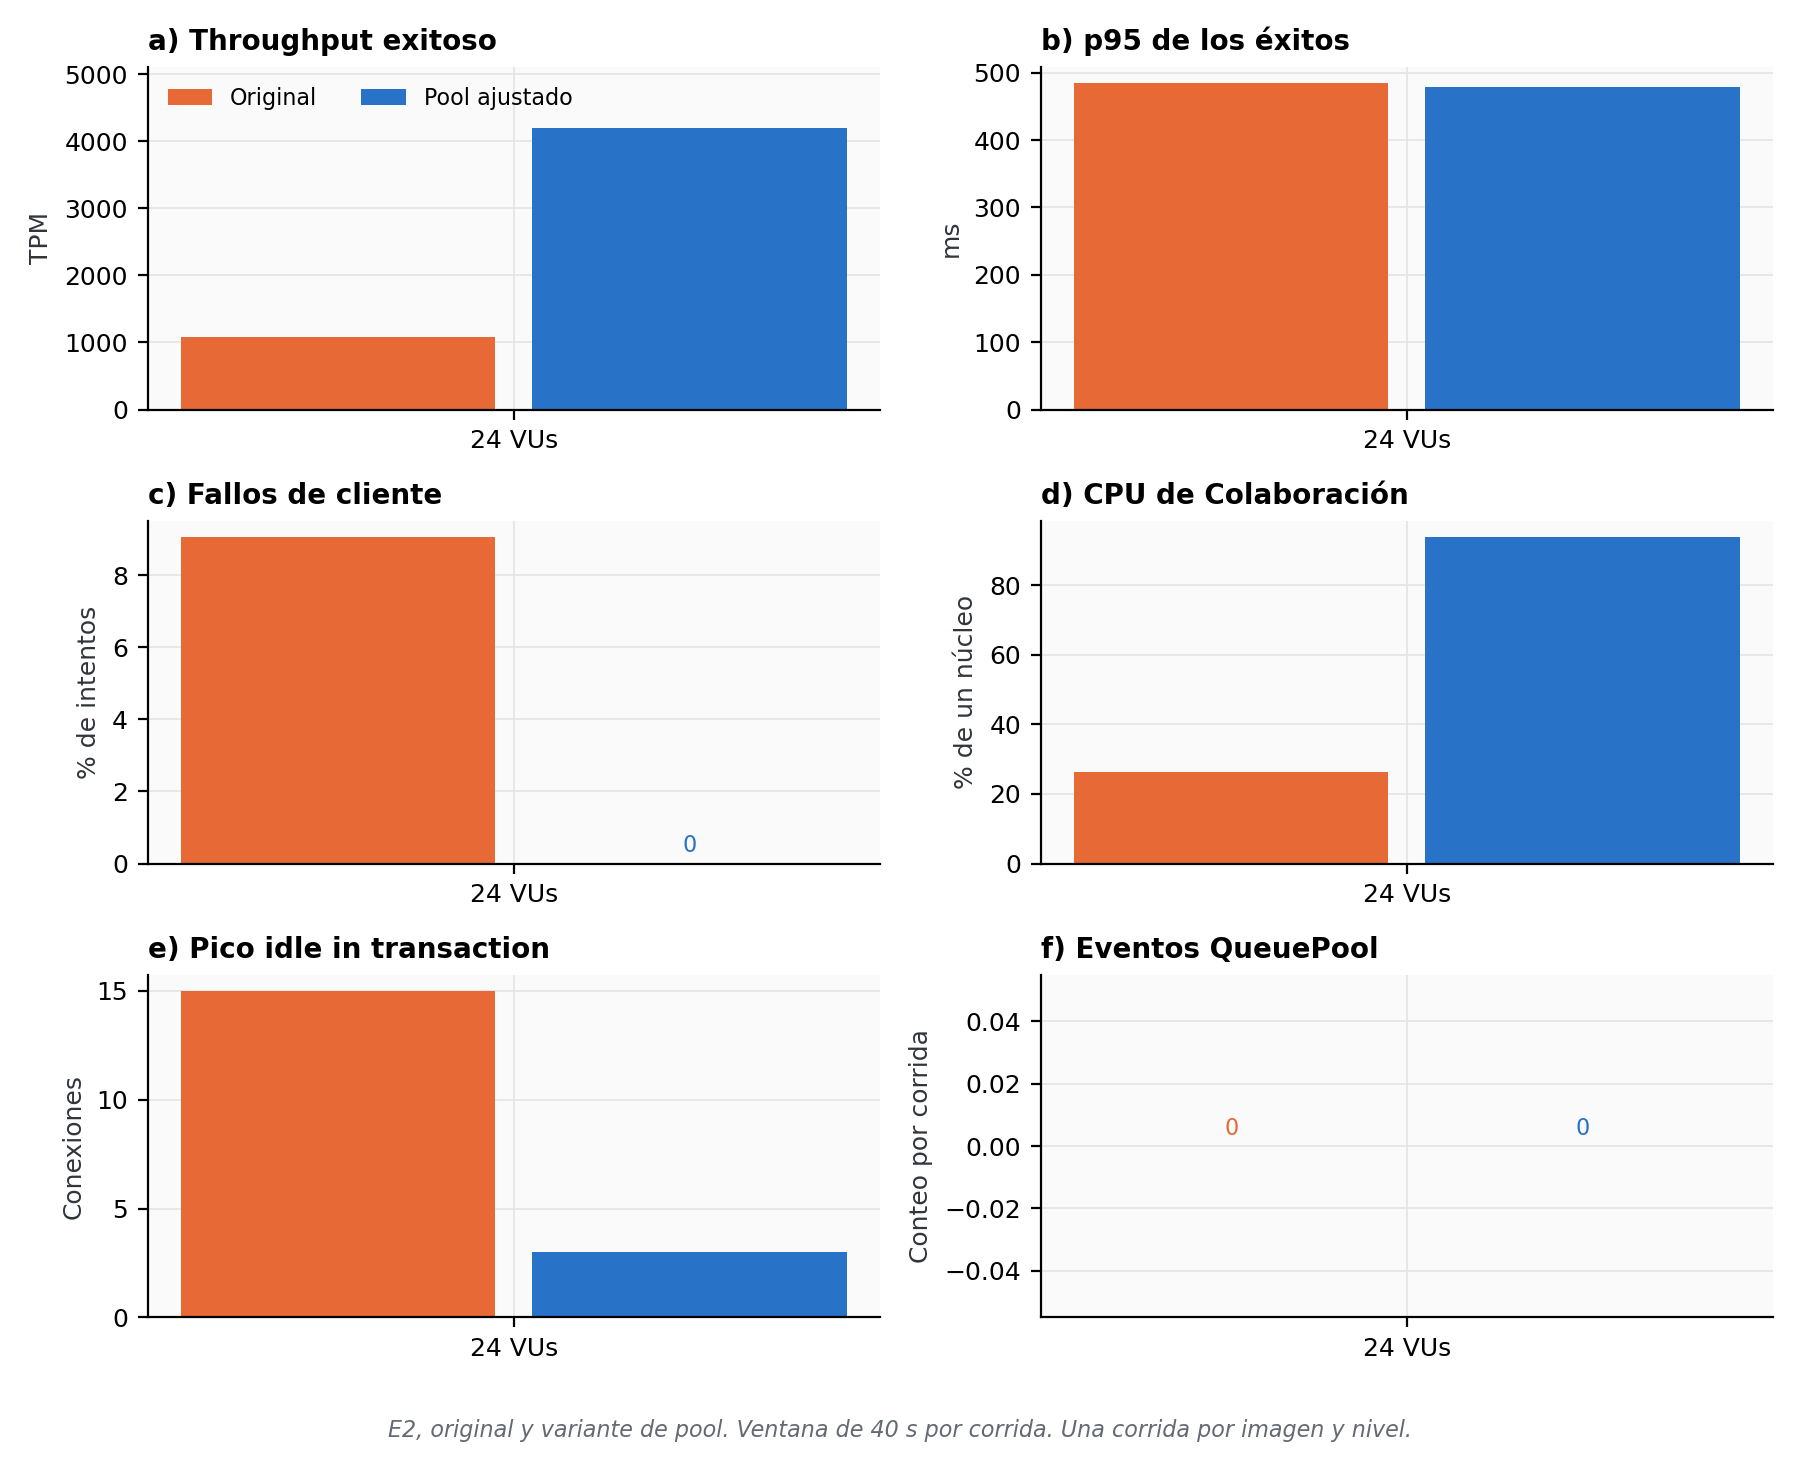 a) Throughput exitoso
5000
4000
3000
2000
1000
0
TPM
Original
Pool ajustado
24 VUs
b) p95 de los éxitos
500
400
300
200
100
0
ms
24 VUs
c) Fallos de cliente
8
6
4
2
0
% de intentos
0
24 VUs
d) CPU de Colaboración
80
60
40
20
0
% de un núcleo
24 VUs
e) Pico idle in transaction
15
10
5
0
Conexiones
24 VUs
f) Eventos QueuePool
0.04
0.02
0.00
−0.02
−0.04
Conteo por corrida
0
0
24 VUs
E2, original y variante de pool. Ventana de 40 s por corrida. Una corrida por imagen y nivel.